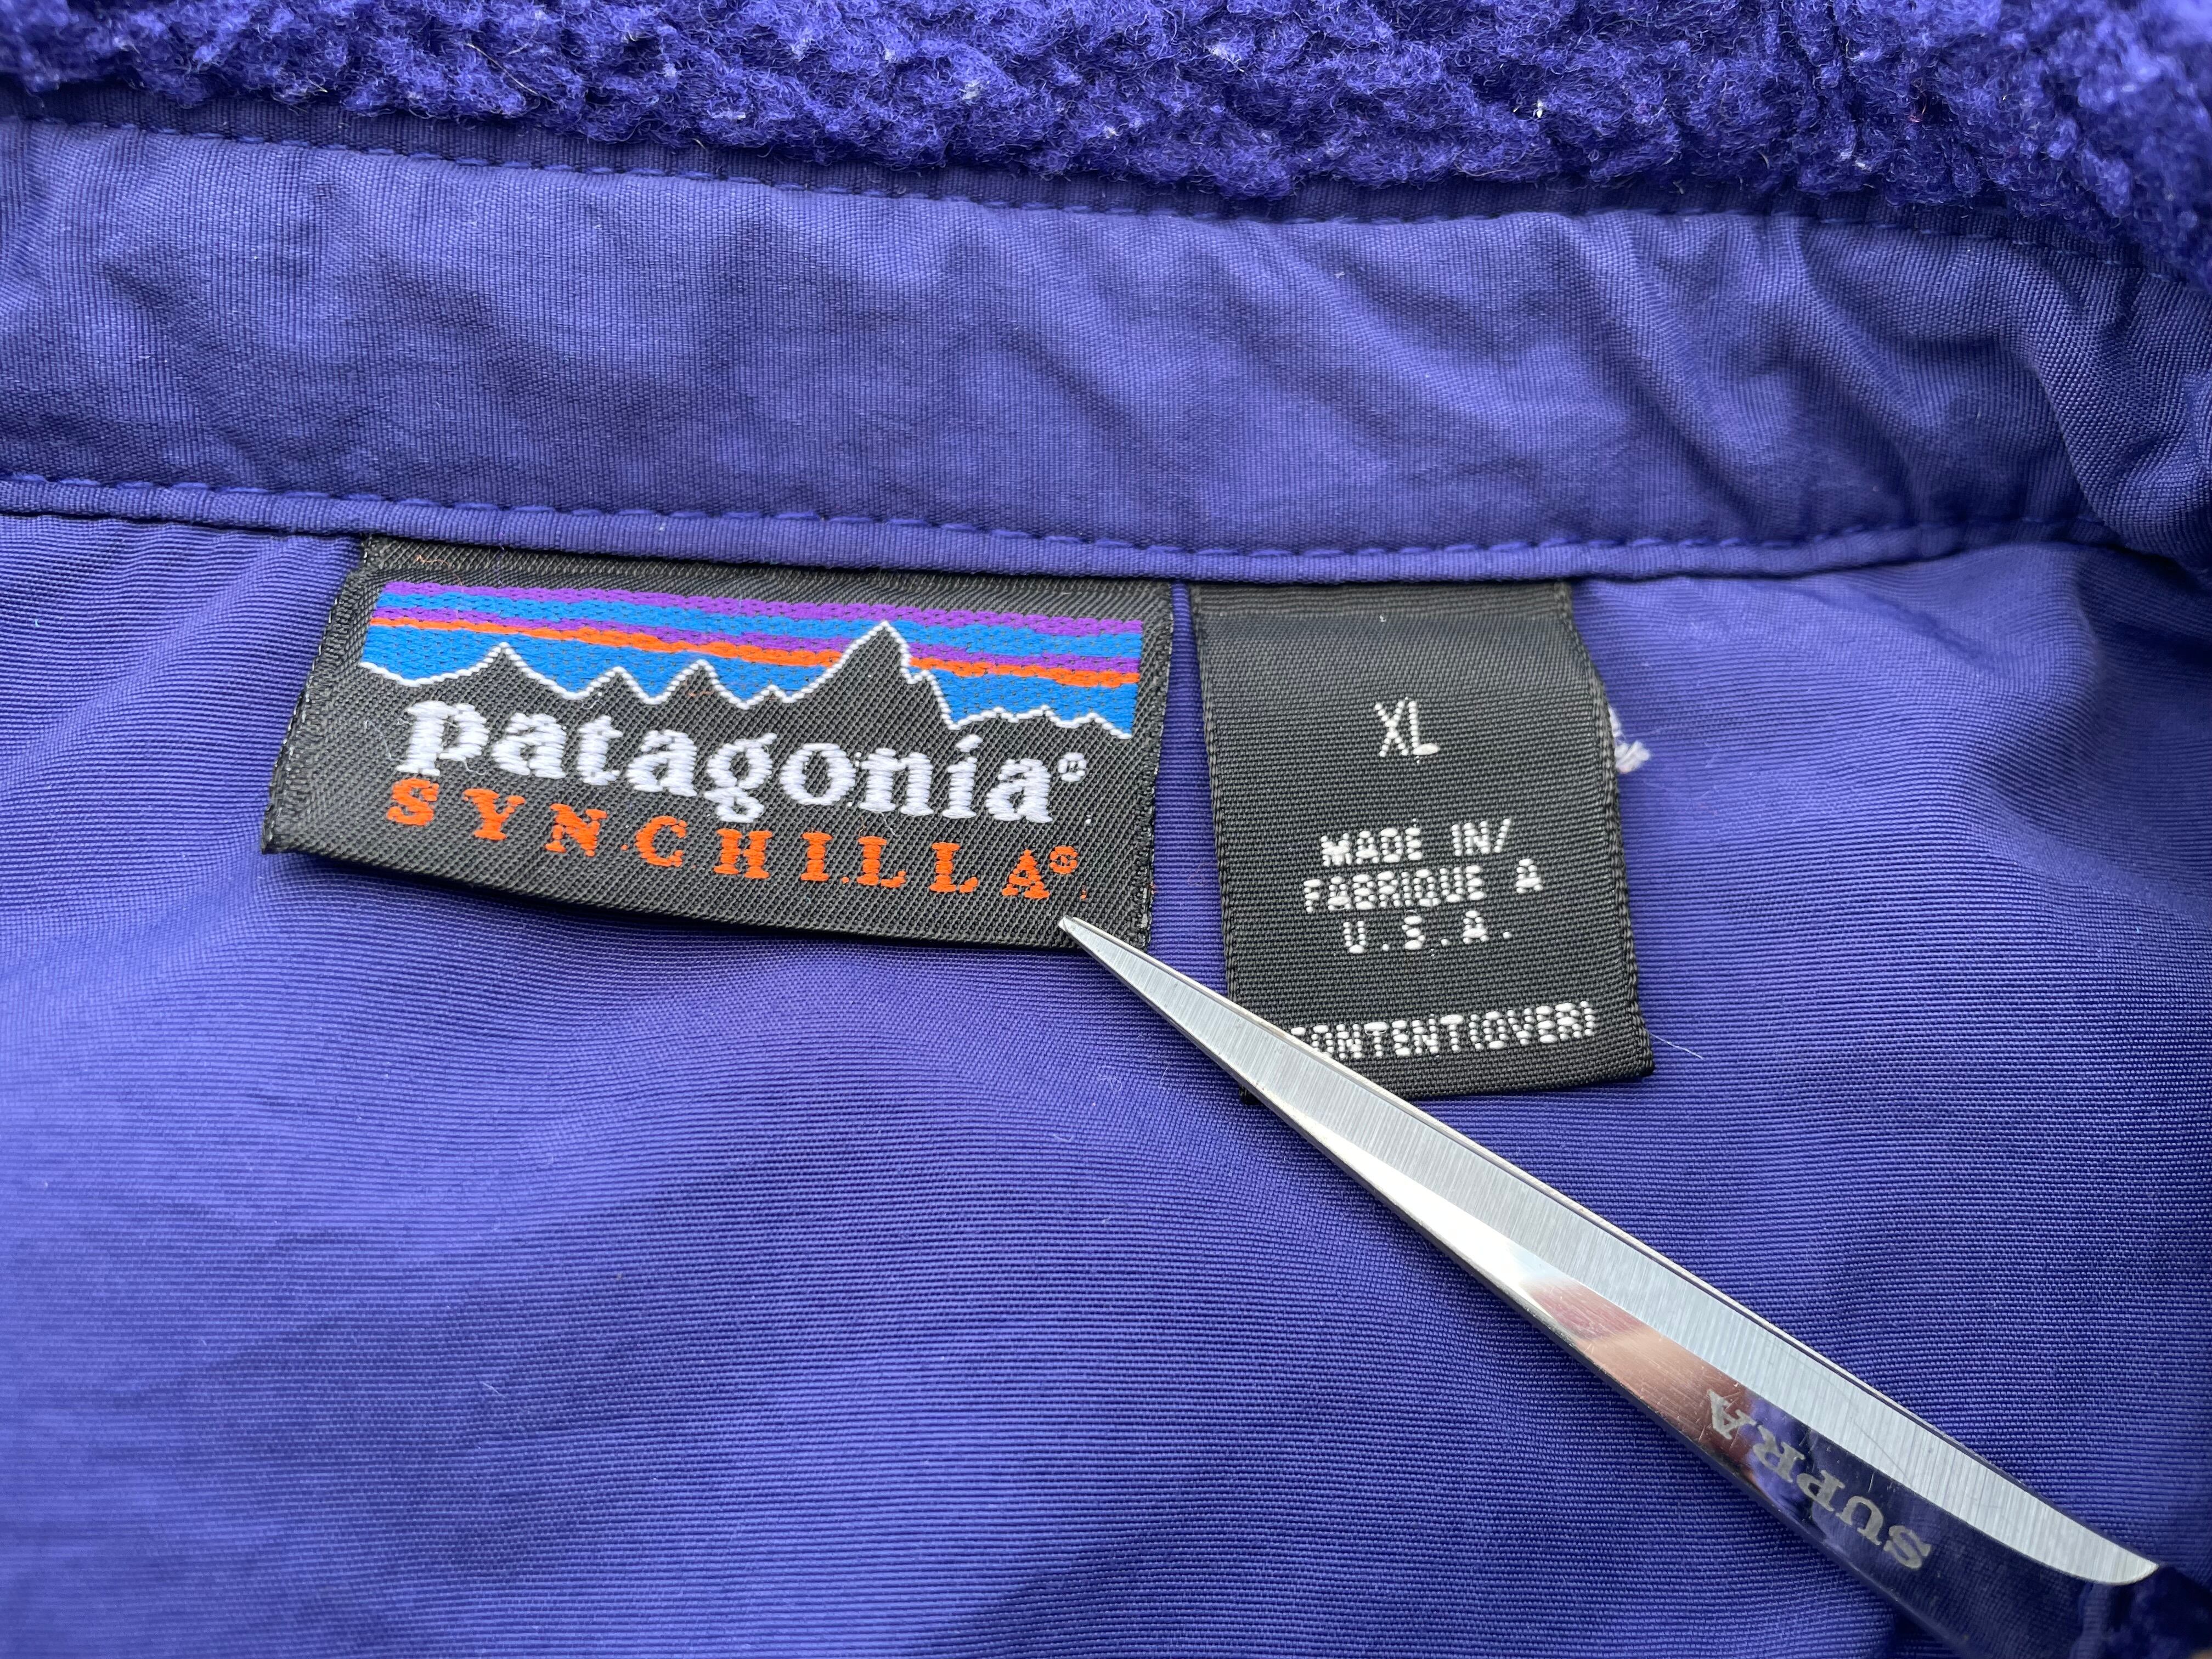 patagonia®
SYNCHILLA®
XL
MADE IN/
FABRIQUE A
U.S.A.
CONTENT(OVER)
SUPRA